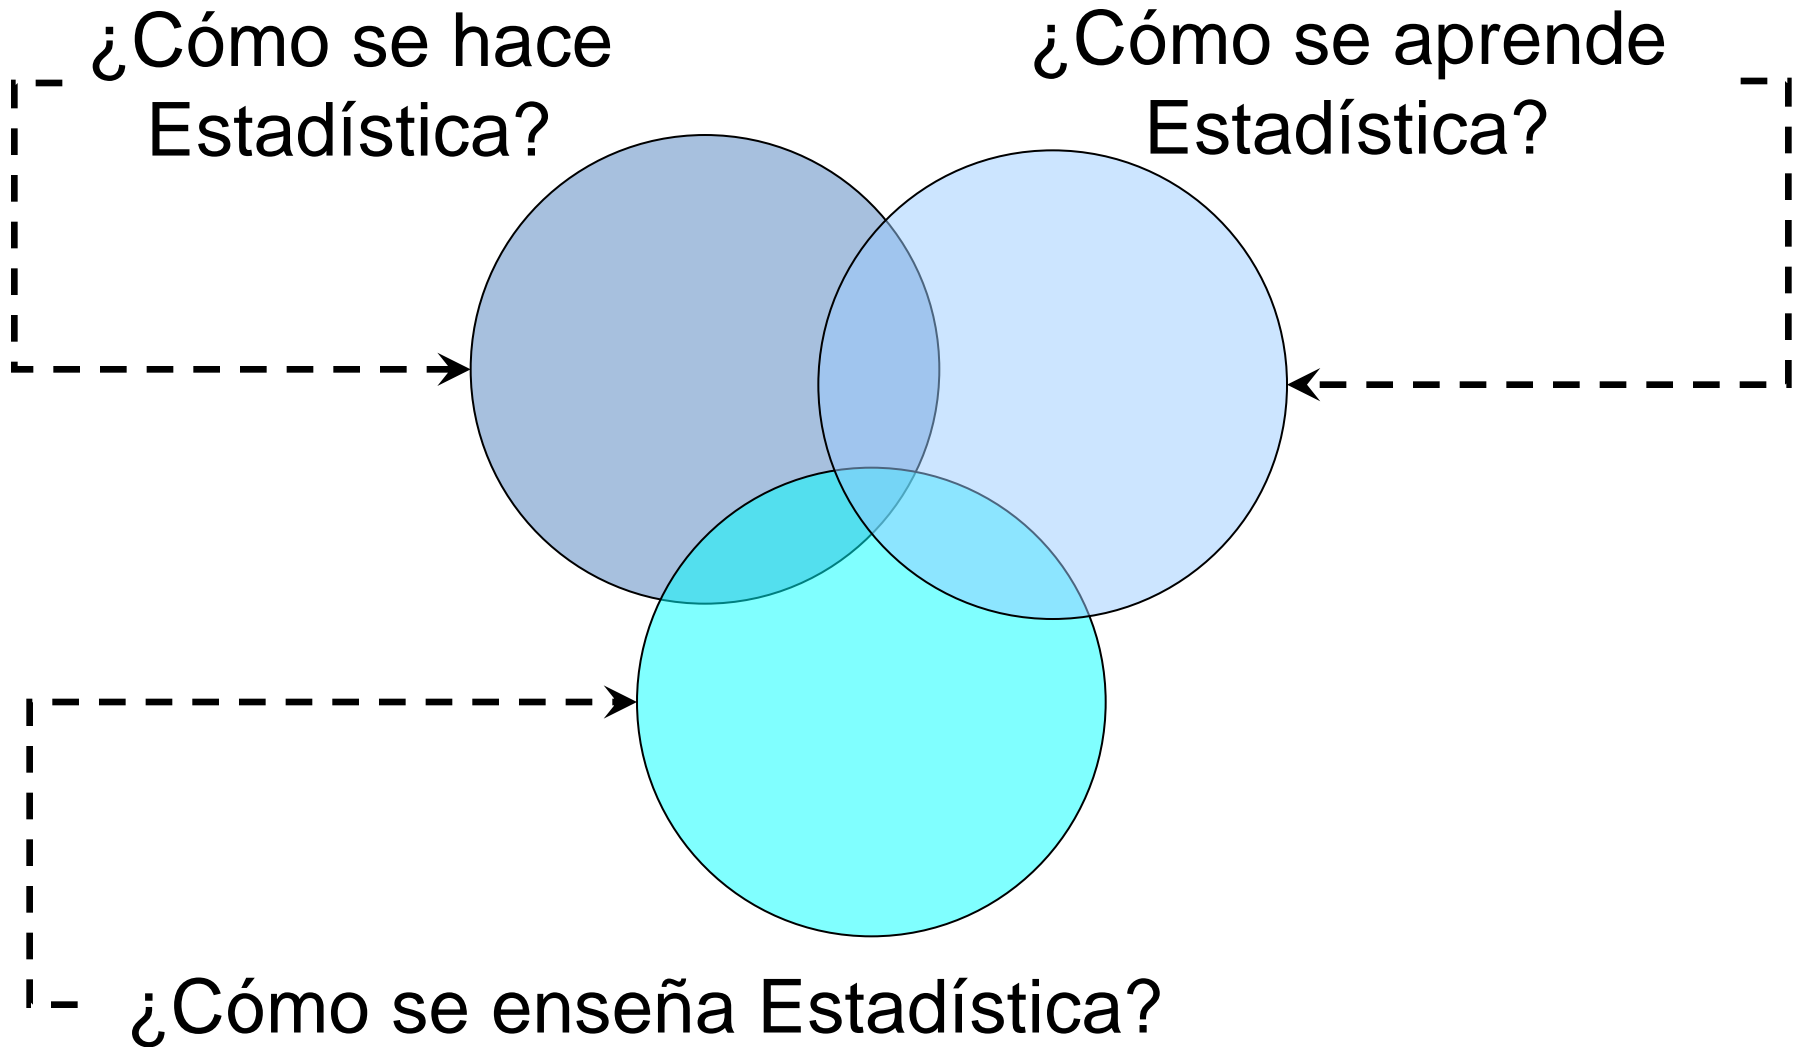 ¿Cómo se hace
Estadística?
¿Cómo se aprende
Estadística?
¿Cómo se enseña Estadística?